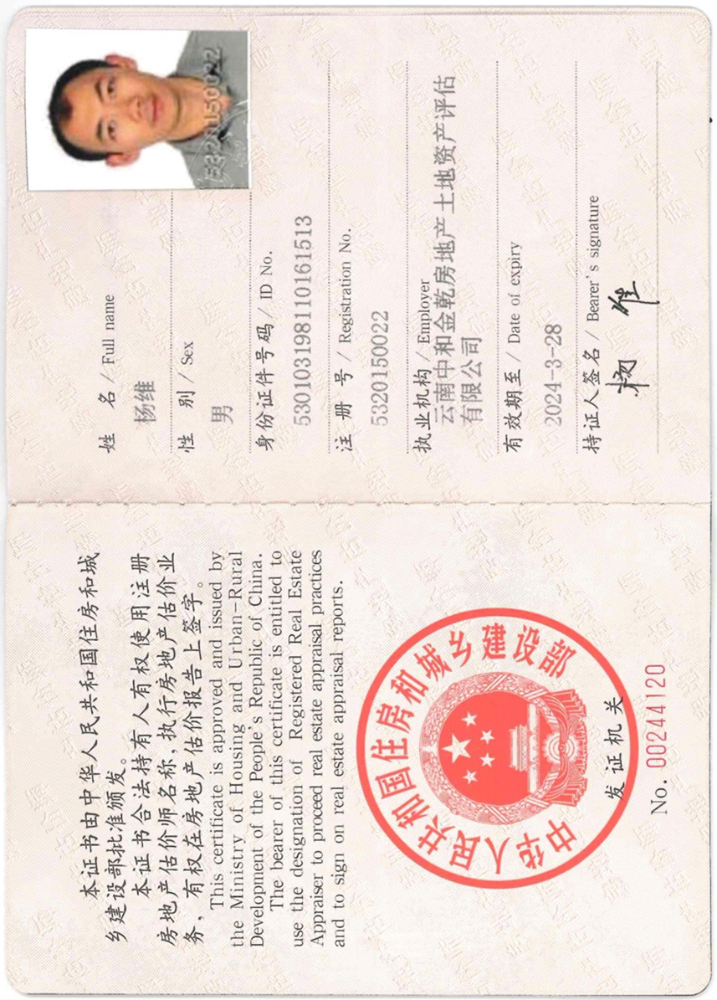 本证书由中华人民共和国住房和城
乡建设部批准颁发。
本证书合法持有人有权使用注册
房地产估价师名称，执行房地产估价业
务，有权在房地产估价报告上签字。
This certificate is approved and issued by
the Ministry of Housing and Urban-Rural
Development of the People's Republic of China.
The bearer of this certificate is entitled to
use the designation of Registered Real Estate
Appraiser to proceed real estate appraisal practices
and to sign on real estate appraisal reports.
中华人民共和国住房和城乡建设部
发证机关
No. 00244120
姓 名 / Full name
杨维
性 别 / Sex
男
身份证件号码 / ID No.
530103198110161513
注 册 号 / Registration No.
5320150022
执业机构 / Employer
云南中和金乾房地产土地资产评估
有限公司
有效期至 / Date of expiry
2024-3-28
持证人签名 / Bearer's signature
杨 维
5320150022